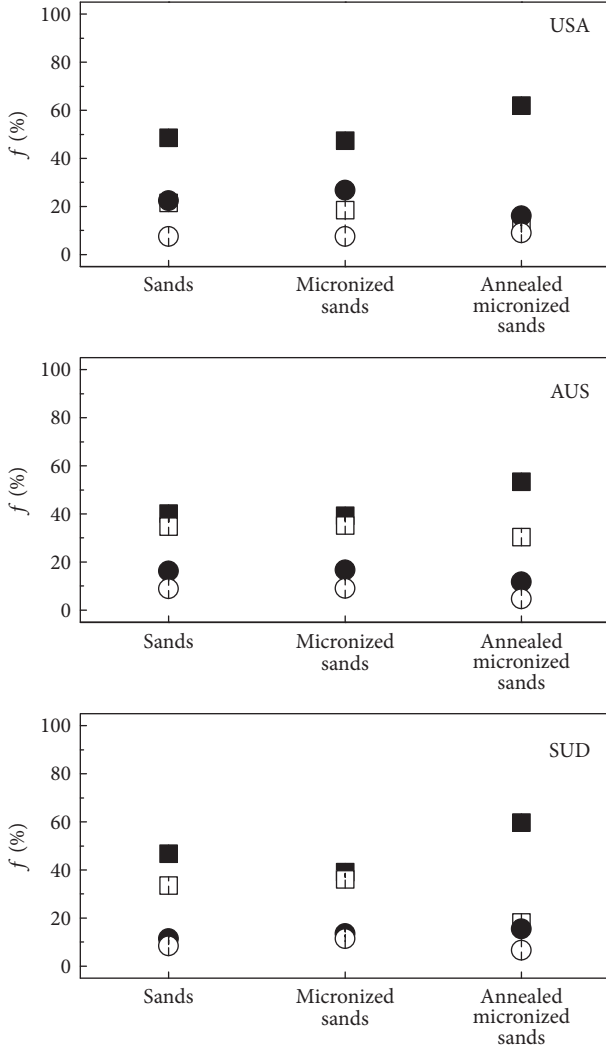 100
USA
80
60
f (%)
40
20
0
Sands
Micronized
sands
Annealed
micronized
sands
100
AUS
80
60
f (%)
40
20
0
Sands
Micronized
sands
Annealed
micronized
sands
100
SUD
80
60
f (%)
40
20
0
Sands
Micronized
sands
Annealed
micronized
sands